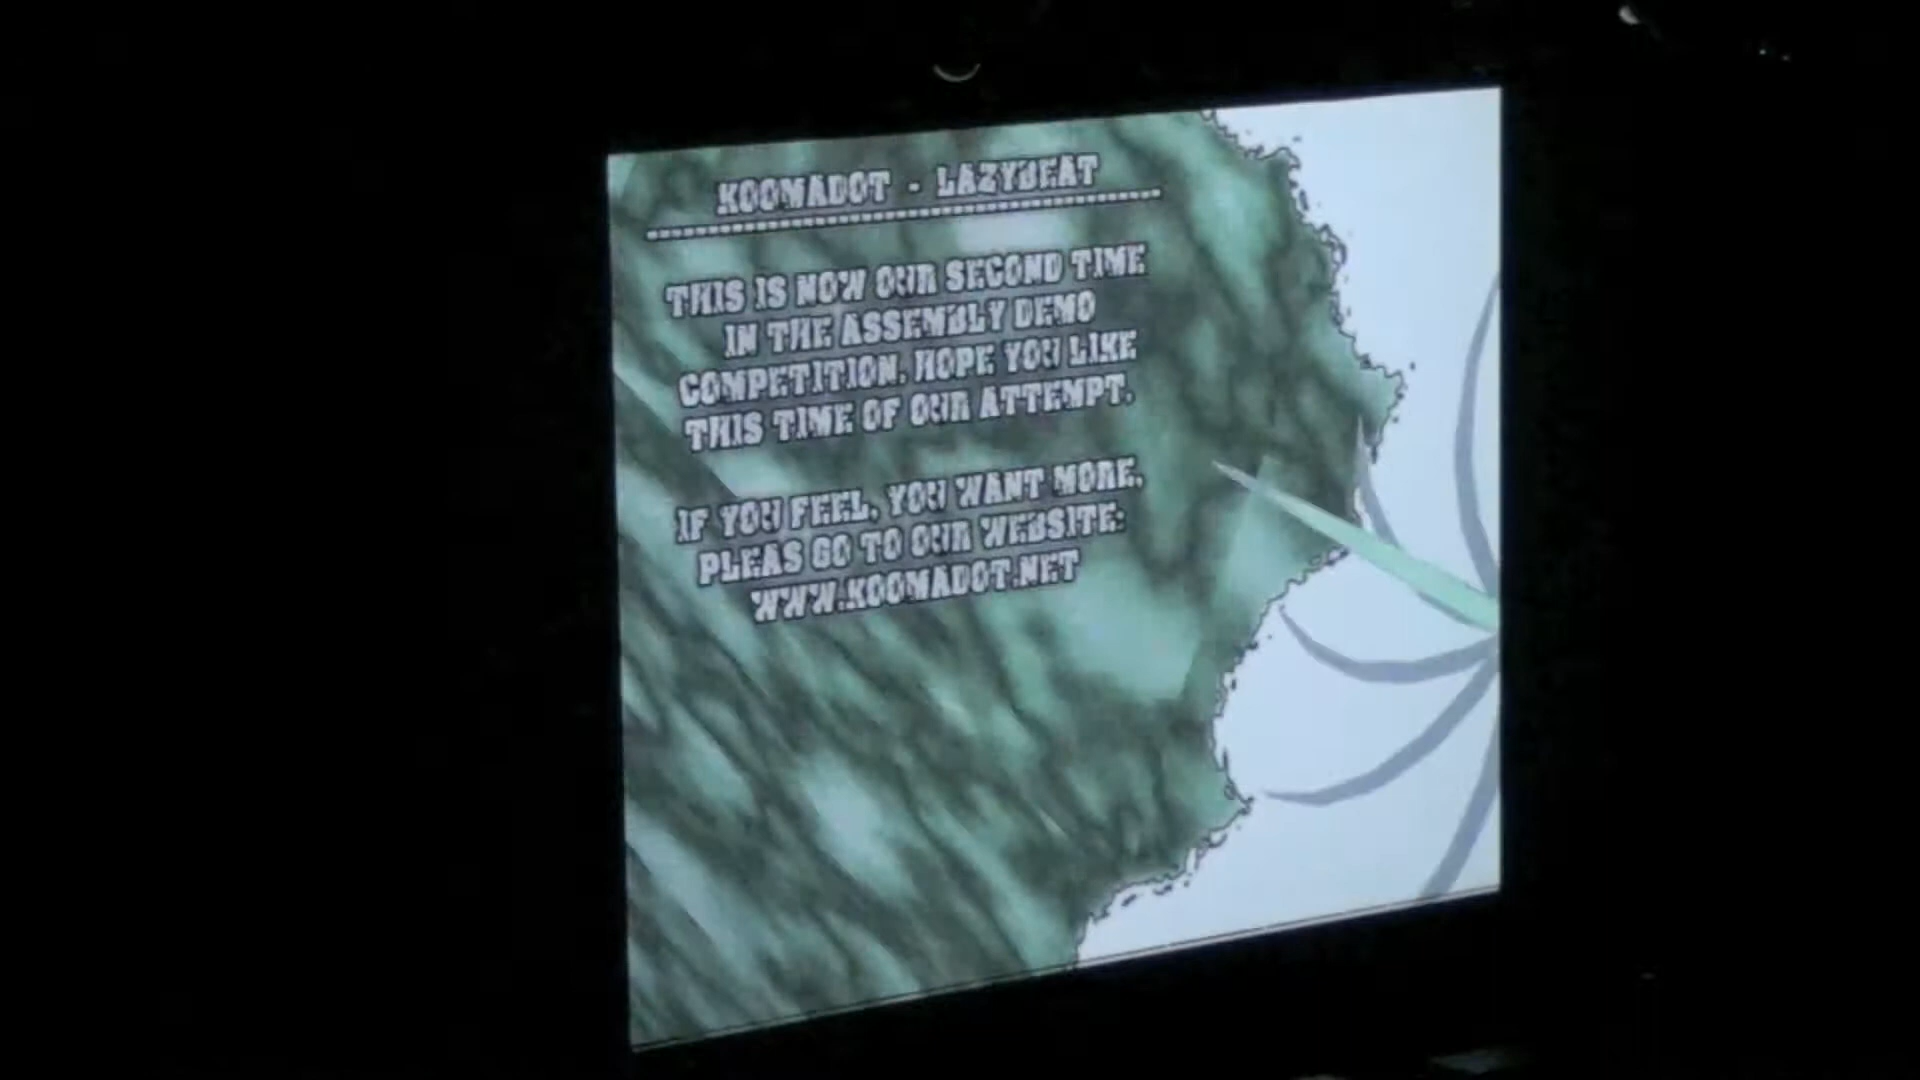 KOOMADOT - LAZYBEAT
THIS IS NOW OUR SECOND TIME
IN THE ASSEMBLY DEMO
COMPETITION. HOPE YOU LIKE
THIS TIME OF OUR ATTEMPT.
IF YOU FEEL, YOU WANT MORE,
PLEAS GO TO OUR WEBSITE:
WWW.KOOMADOT.NET